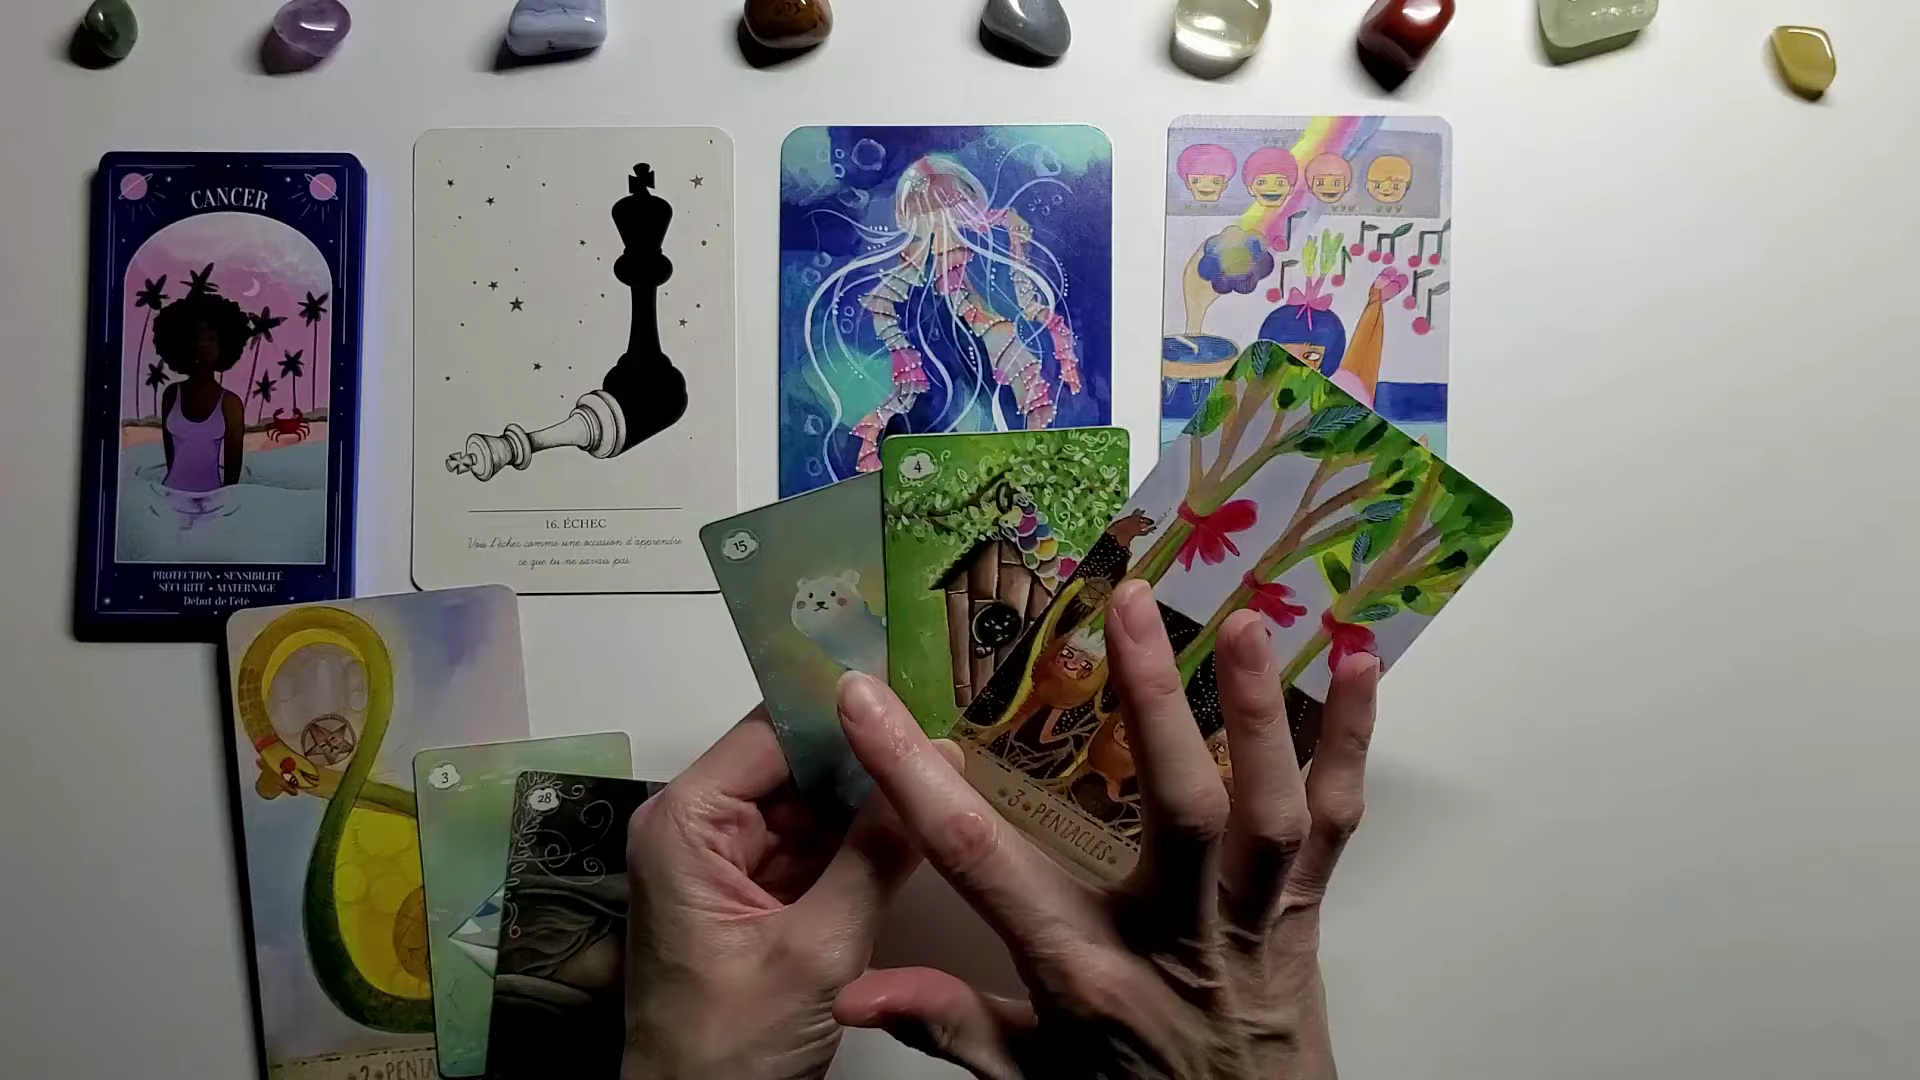 CANCER
PROTECTION • SENSIBILITÉ
SÉCURITÉ • MATERNAGE
Début de l'été
16. ÉCHEC
Vois l'échec comme une occasion d'apprendre
ce que tu ne savais pas
15
4
3 • PENTACLES
3
28
2 • PENTA